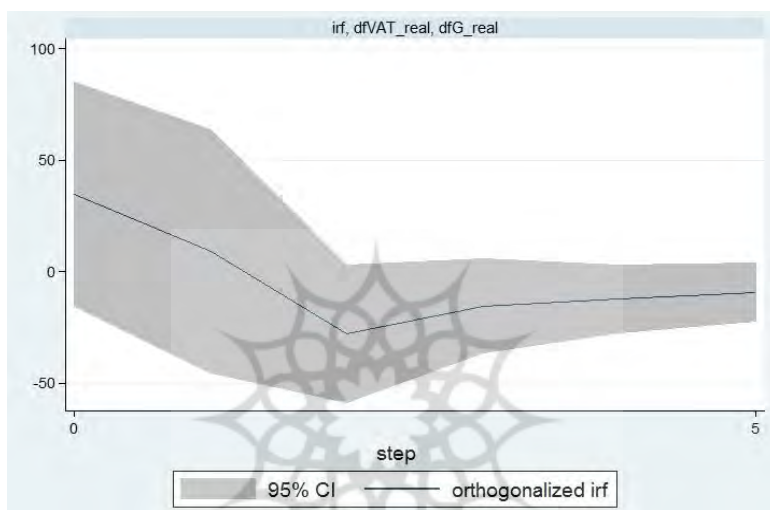 irf, dfVAT_real, dfG_real
100
50
0
-50
0
5
step
95% CI
orthogonalized irf